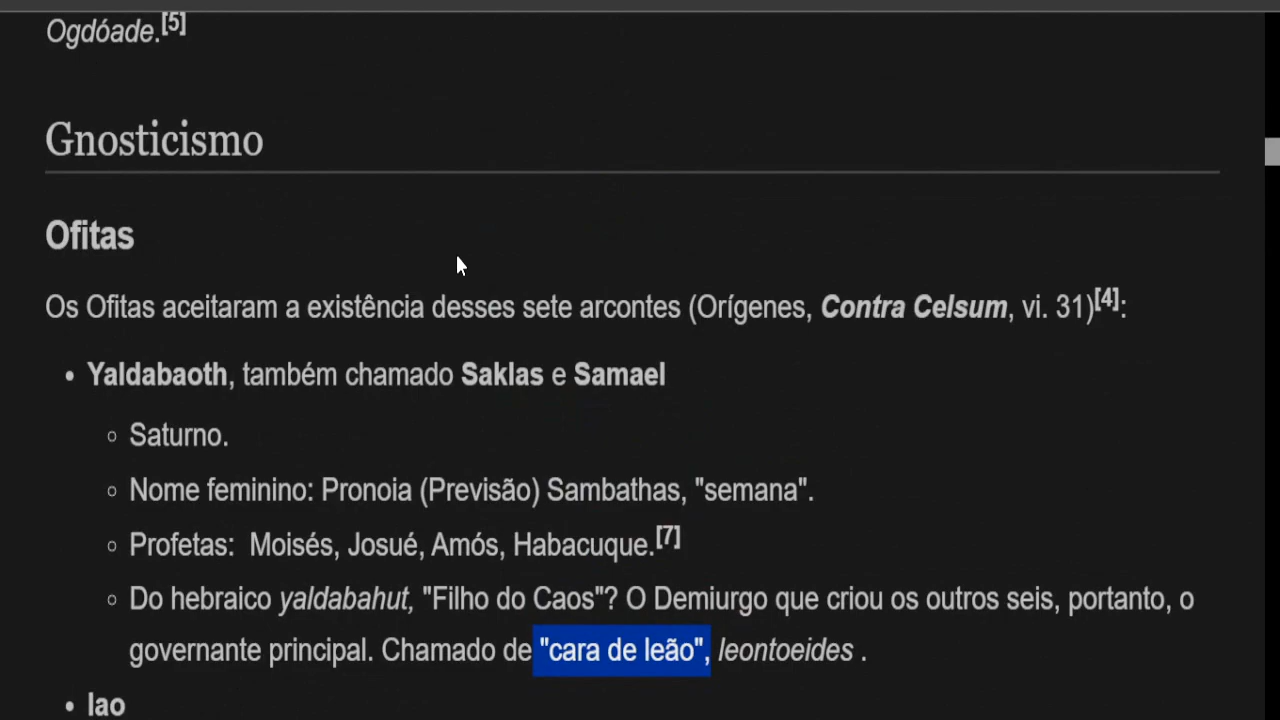 Ogdóade.[5]
Gnosticismo
Ofitas
Os Ofitas aceitaram a existência desses sete arcontes (Orígenes, Contra Celsum, vi. 31)[4]:
• Yaldabaoth, também chamado Saklas e Samael
○ Saturno.
○ Nome feminino: Pronoia (Previsão) Sambathas, "semana".
○ Profetas: Moisés, Josué, Amós, Habacuque.[7]
○ Do hebraico yaldabahut, "Filho do Caos"? O Demiurgo que criou os outros seis, portanto, o
governante principal. Chamado de "cara de leão", leontoeides .
• Iao